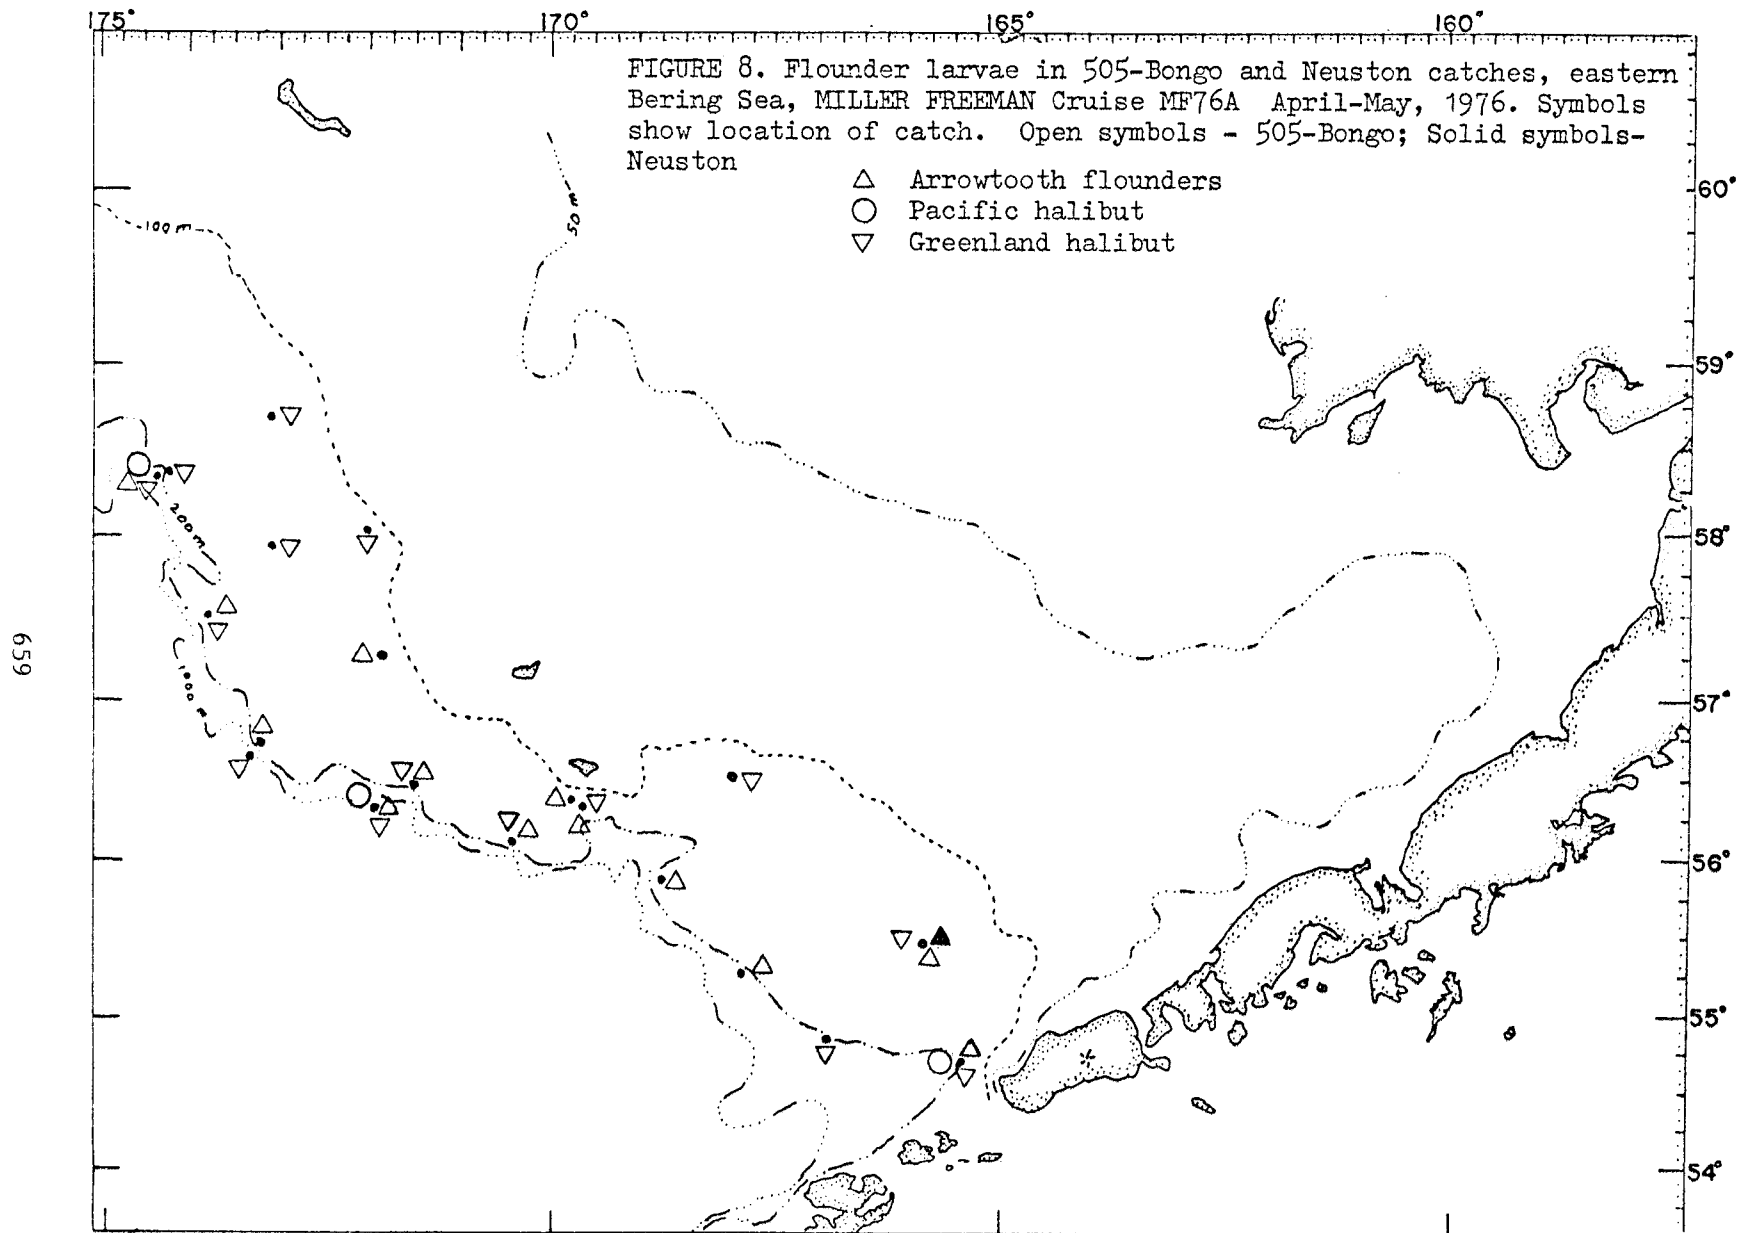 175° 170° 165° 160°
FIGURE 8. Flounder larvae in 505-Bongo and Neuston catches, eastern
Bering Sea, MILLER FREEMAN Cruise MF76A April-May, 1976. Symbols
show location of catch. Open symbols - 505-Bongo; Solid symbols-
Neuston
△ Arrowtooth flounders
○ Pacific halibut
▽ Greenland halibut
60°
50 m
100 m
59°
200 m
58°
659
1000 m
57°
56°
55°
54°